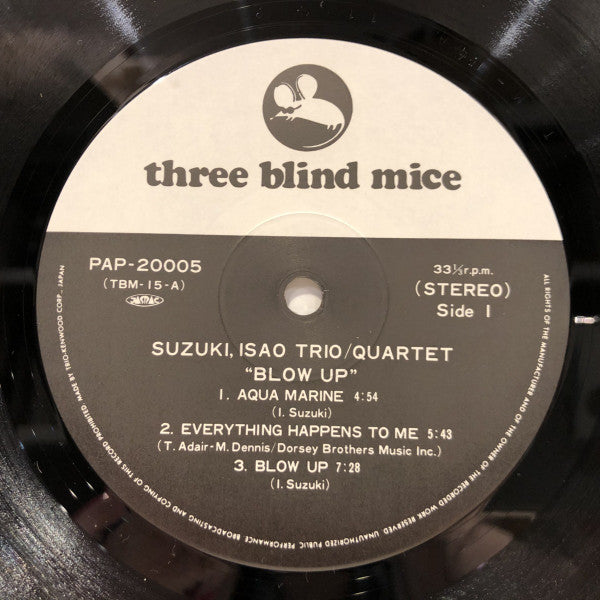 three blind mice
PAP-20005
(TBM-15-A)
JASRAC
33⅓r.p.m.
(STEREO)
Side 1
SUZUKI, ISAO TRIO/QUARTET
“BLOW UP”
1. AQUA MARINE 4:54
(I. Suzuki)
2. EVERYTHING HAPPENS TO ME 5:43
(T. Adair-M. Dennis/Dorsey Brothers Music Inc.)
3. BLOW UP 7:28
(I. Suzuki)
ALL RIGHTS OF THE MANUFACTURER AND OF THE OWNER OF THE RECORDED WORK RESERVED UNAUTHORIZED PUBLIC PERFORMANCE BROADCASTING AND COPYING OF THIS RECORD PROHIBITED MADE BY TRIO-KENWOOD CORP., JAPAN